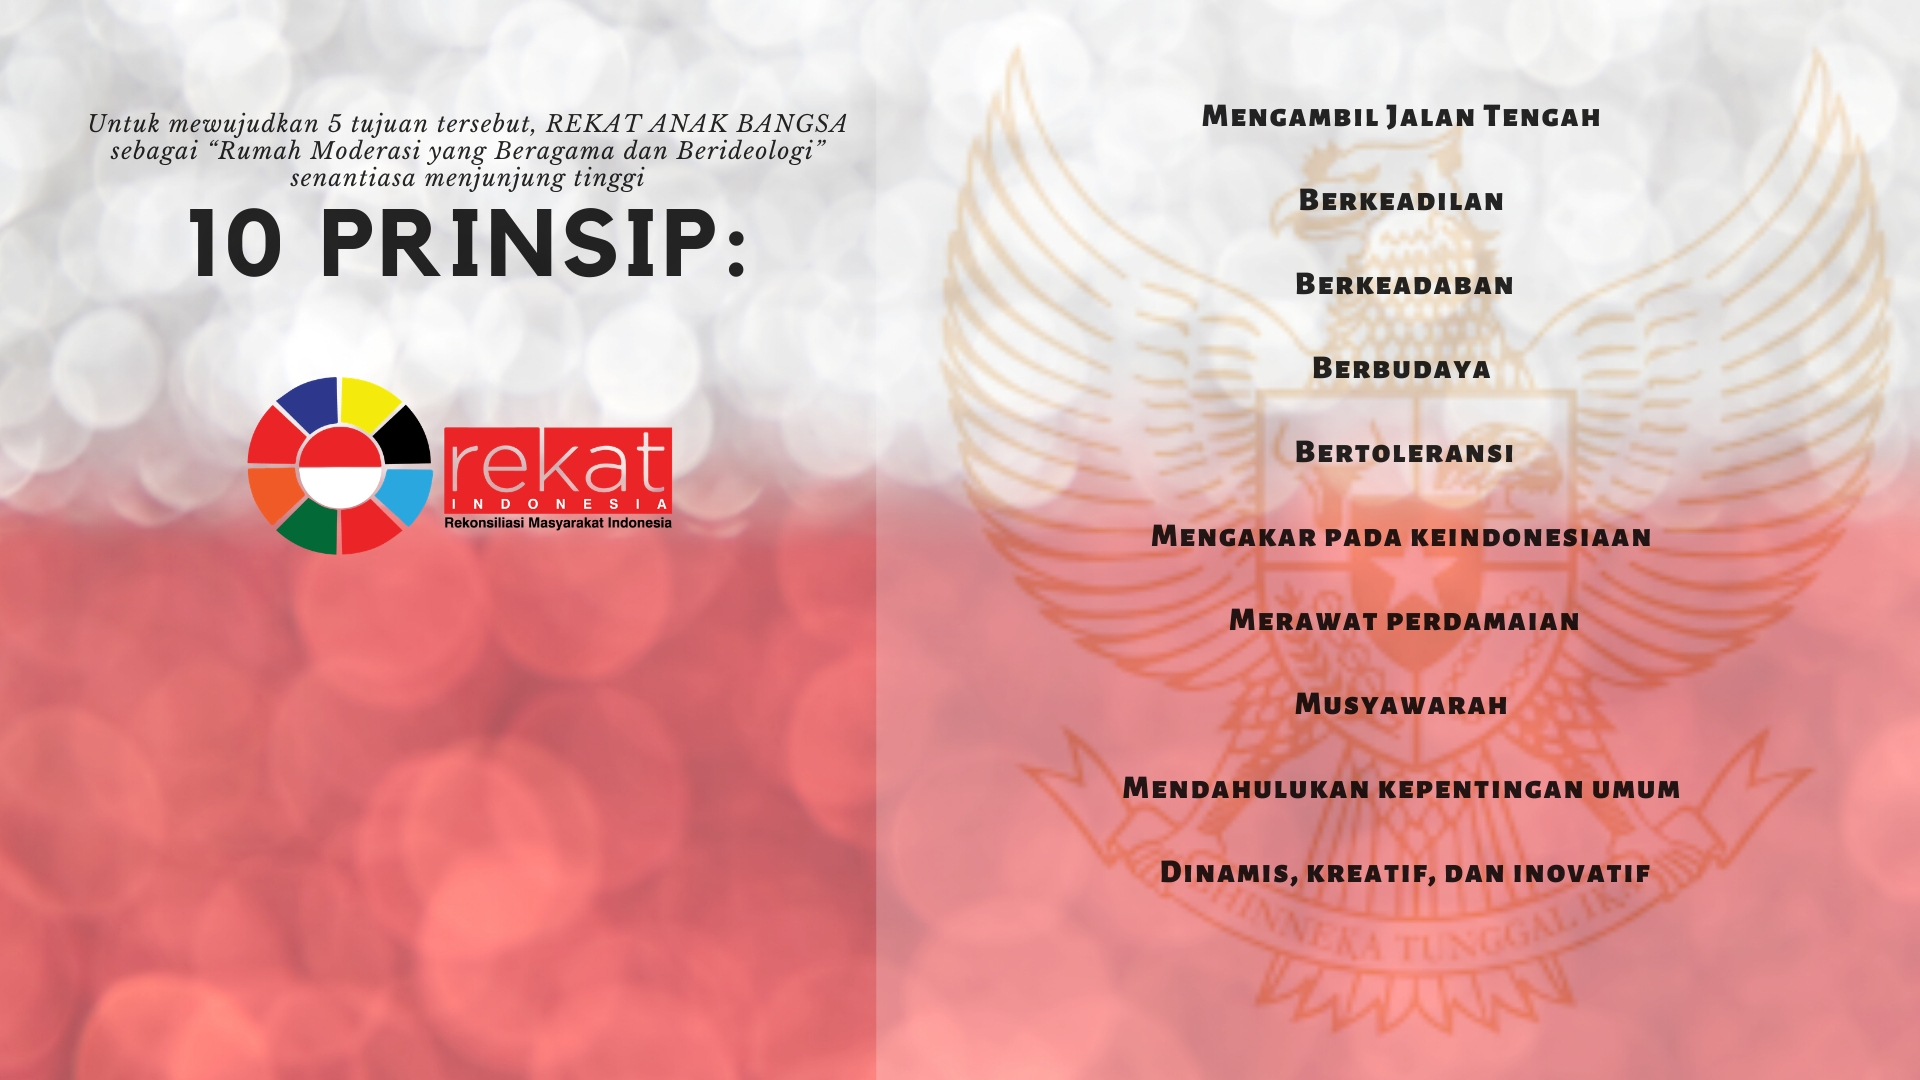 Untuk mewujudkan 5 tujuan tersebut, REKAT ANAK BANGSA
sebagai “Rumah Moderasi yang Beragama dan Berideologi”
senantiasa menjunjung tinggi
10 PRINSIP:
rekat
INDONESIA
Rekonsiliasi Masyarakat Indonesia
Mengambil Jalan Tengah
Berkeadilan
Berkeadaban
Berbudaya
Bertoleransi
Mengakar pada keindonesiaan
Merawat perdamaian
Musyawarah
Mendahulukan kepentingan umum
Dinamis, kreatif, dan inovatif
TUNGGAL